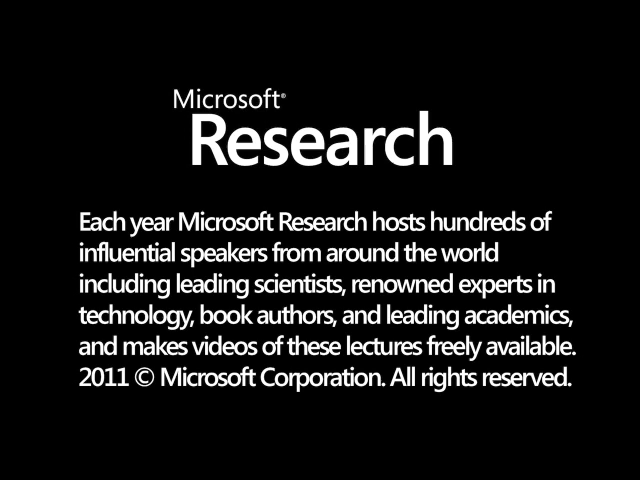 Microsoft®
Research
Each year Microsoft Research hosts hundreds of
influential speakers from around the world
including leading scientists, renowned experts in
technology, book authors, and leading academics,
and makes videos of these lectures freely available.
2011 © Microsoft Corporation. All rights reserved.